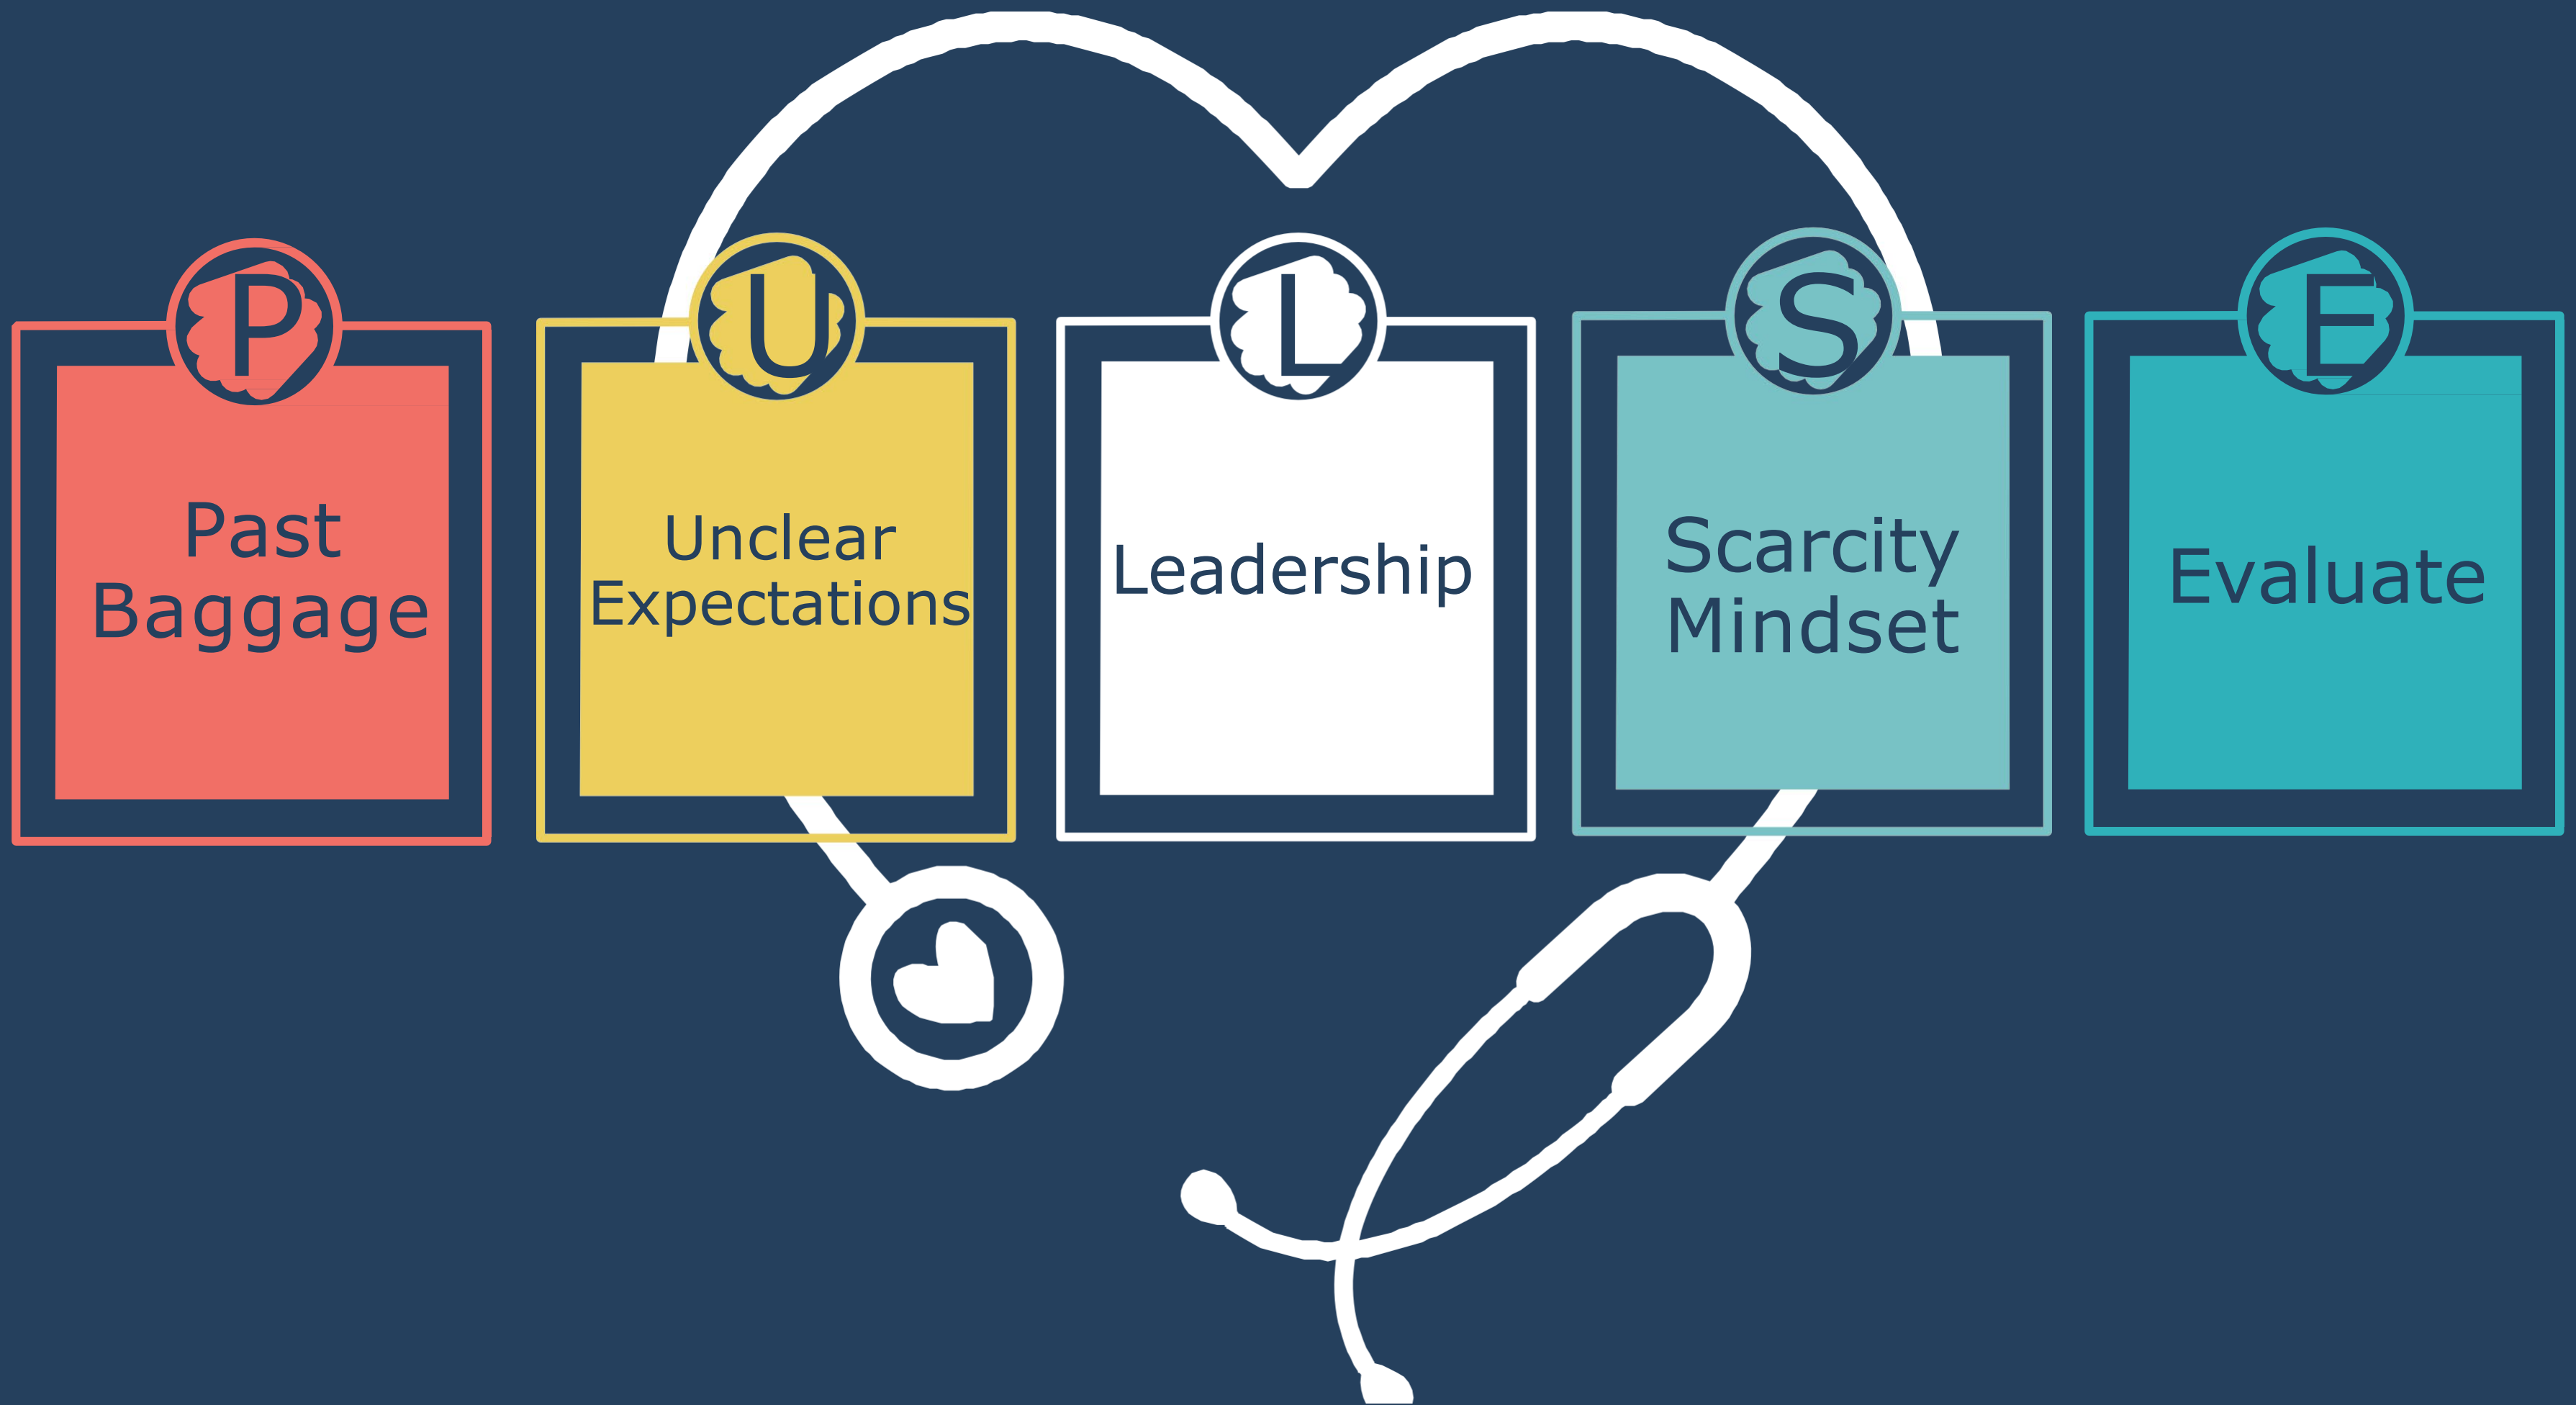 P
Past
Baggage
U
Unclear
Expectations
L
Leadership
S
Scarcity
Mindset
E
Evaluate